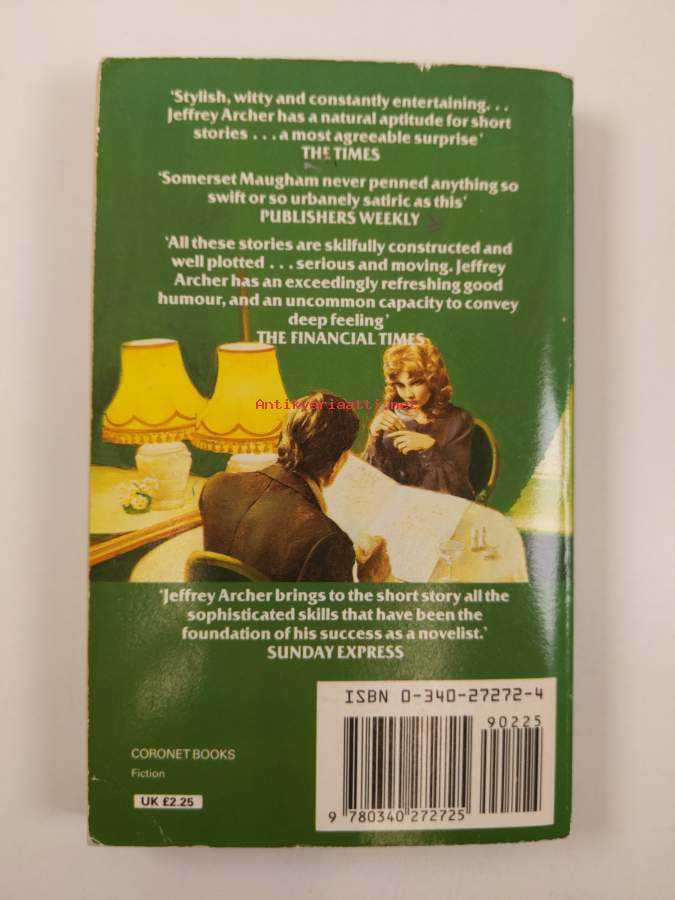 'Stylish, witty and constantly entertaining...
Jeffrey Archer has a natural aptitude for short
stories ... a most agreeable surprise'
THE TIMES
'Somerset Maugham never penned anything so
swift or so urbanely satiric as this'
PUBLISHERS WEEKLY
'All these stories are skilfully constructed and
well plotted ... serious and moving. Jeffrey
Archer has an exceedingly refreshing good
humour, and an uncommon capacity to convey
deep feeling'
THE FINANCIAL TIMES
Antikvariaatti.net
'Jeffrey Archer brings to the short story all the
sophisticated skills that have been the
foundation of his success as a novelist.'
SUNDAY EXPRESS
ISBN 0-340-27272-4
90225
9 780340 272725
CORONET BOOKS
Fiction
UK £2.25